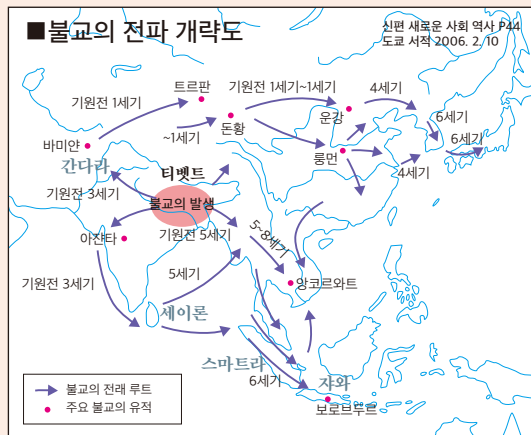 ■불교의 전파 개략도
신편 새로운 사회 역사 P44
도쿄 서적 2006. 2. 10
트르판
기원전 1세기~1세기
4세기
기원전 1세기
운강
6세기
~1세기
돈황
6세기
바미얀
룽먼
4세기
간다라
티벳트
기원전 3세기
불교의 발생
아쟌타
기원전 5세기
5~8세기
기원전 3세기
5세기
앙코르와트
세이론
스마트라
6세기
쟈와
보로브두르
불교의 전래 루트
주요 불교의 유적